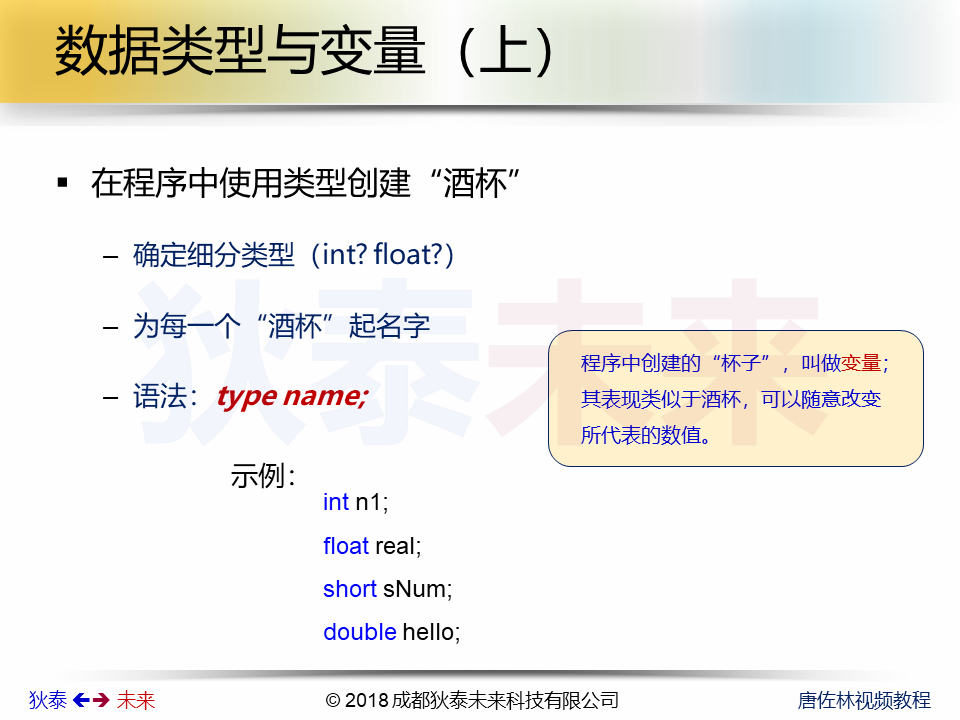 数据类型与变量（上）
▪ 在程序中使用类型创建“酒杯”
– 确定细分类型（int? float?）
– 为每一个“酒杯”起名字
– 语法：type name;
程序中创建的“杯子”，叫做变量；
其表现类似于酒杯，可以随意改变
所代表的数值。
示例：
int n1;
float real;
short sNum;
double hello;
狄泰未来
狄泰 未来
© 2018 成都狄泰未来科技有限公司
唐佐林视频教程